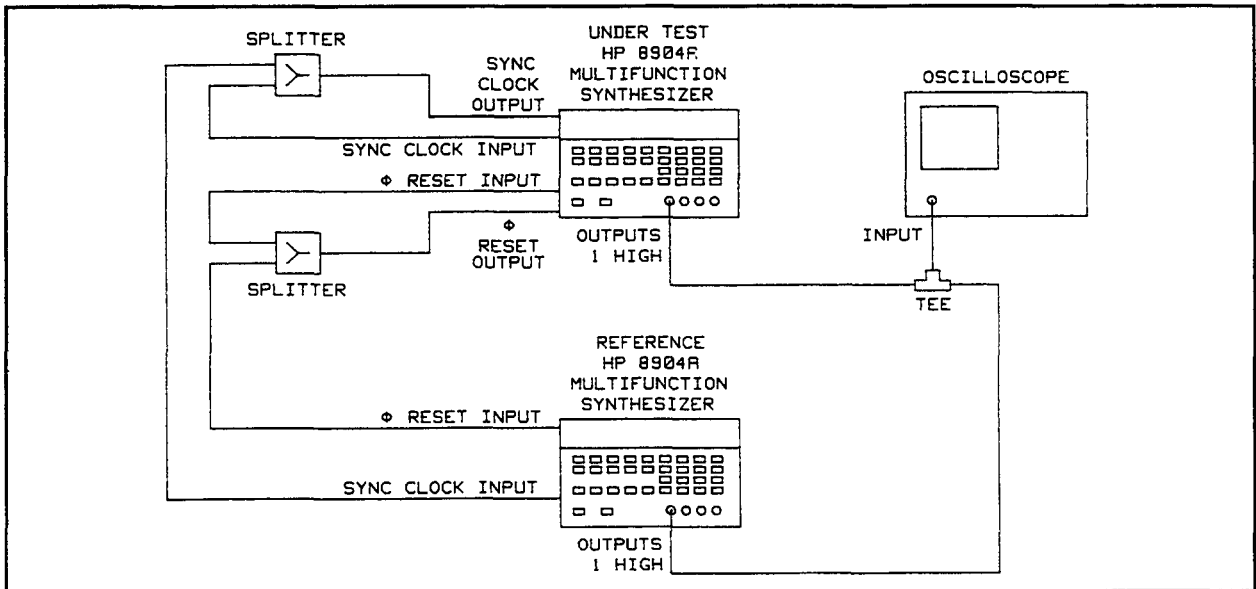 SPLITTER
SYNC
CLOCK
OUTPUT
UNDER TEST
HP 8904A
MULTIFUNCTION
SYNTHESIZER
OSCILLOSCOPE
SYNC CLOCK INPUT
Φ RESET INPUT
Φ
RESET
OUTPUT
OUTPUTS
1 HIGH
INPUT
TEE
SPLITTER
REFERENCE
HP 8904A
MULTIFUNCTION
SYNTHESIZER
Φ RESET INPUT
SYNC CLOCK INPUT
OUTPUTS
1 HIGH